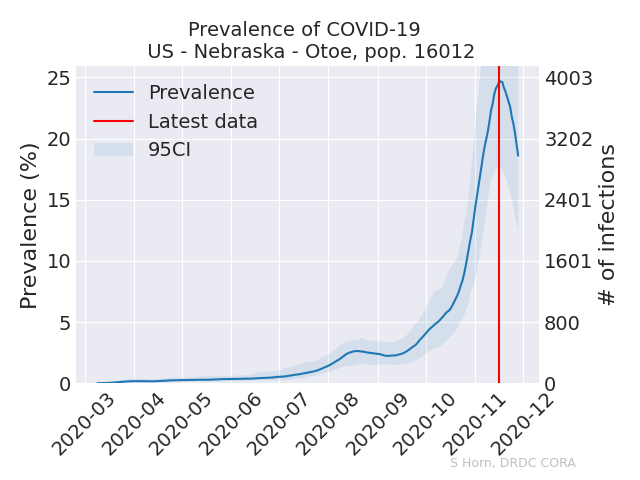 Prevalence of COVID-19
US - Nebraska - Otoe, pop. 16012
Prevalence
Latest data
95CI
Prevalence (%)
25
20
15
10
5
0
4003
3202
2401
1601
800
0
# of infections
2020-03
2020-04
2020-05
2020-06
2020-07
2020-08
2020-09
2020-10
2020-11
2020-12
S Horn, DRDC CORA